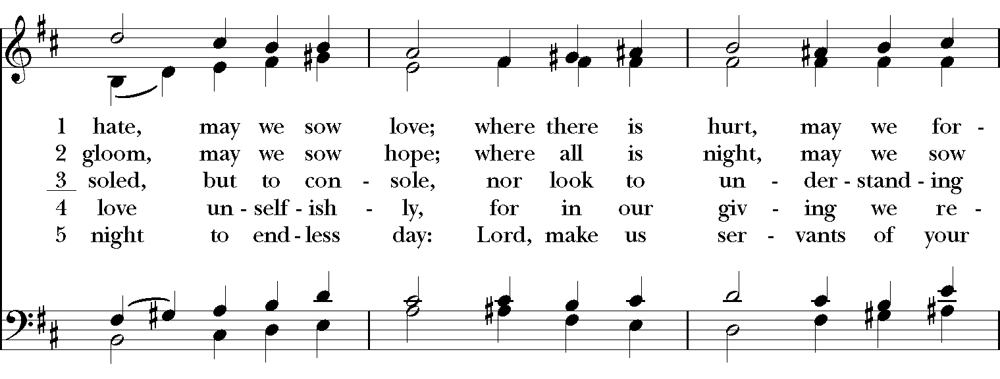 1 hate, may we sow love; where there is hurt, may we for -
2 gloom, may we sow hope; where all is night, may we sow
3 soled, but to con - sole, nor look to un - der - stand - ing
4 love un - self - ish - ly, for in our giv - ing we re -
5 night to end - less day: Lord, make us ser - vants of your